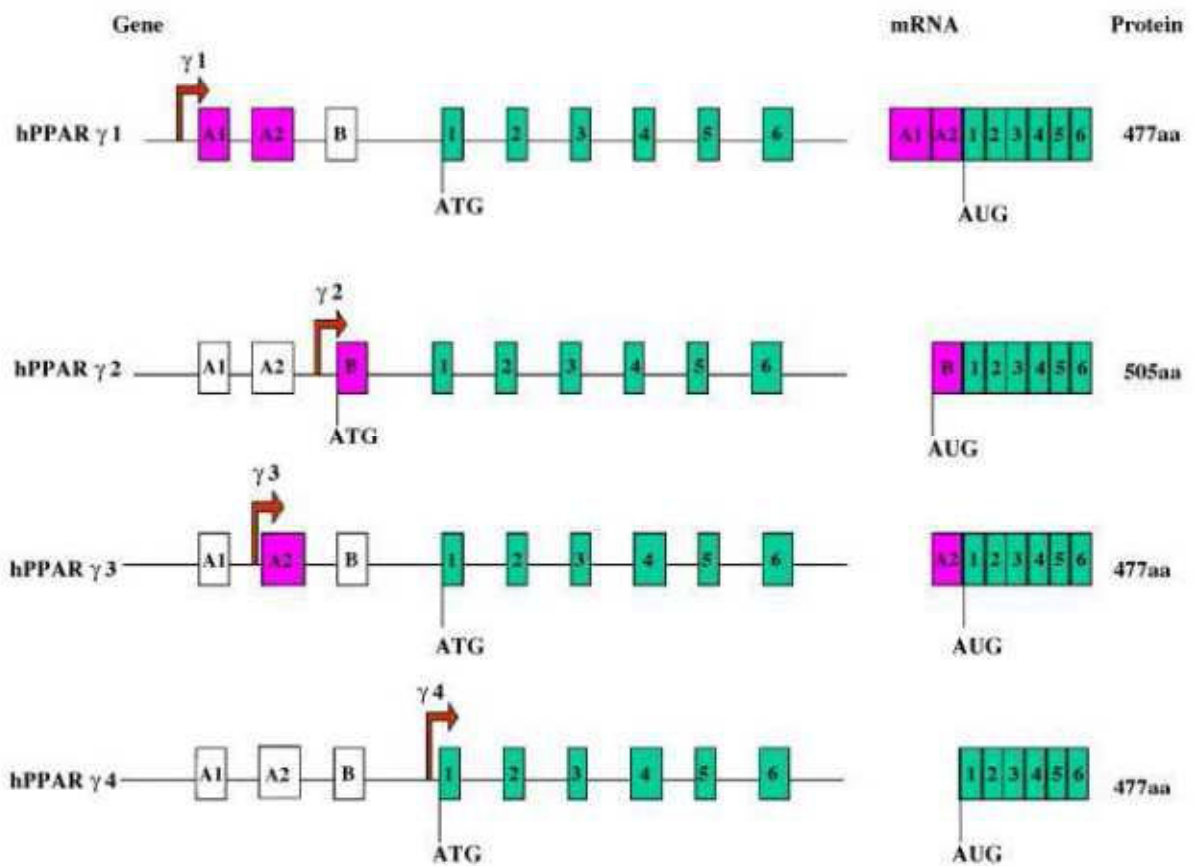 Gene mRNA Protein
γ1
hPPAR γ1 A1 A2 B 1 2 3 4 5 6 A1 A2 1 2 3 4 5 6 477aa
ATG AUG
γ2
hPPAR γ2 A1 A2 B 1 2 3 4 5 6 B 1 2 3 4 5 6 505aa
ATG AUG
γ3
hPPAR γ3 A1 A2 B 1 2 3 4 5 6 A2 1 2 3 4 5 6 477aa
ATG AUG
γ4
hPPAR γ4 A1 A2 B 1 2 3 4 5 6 1 2 3 4 5 6 477aa
ATG AUG